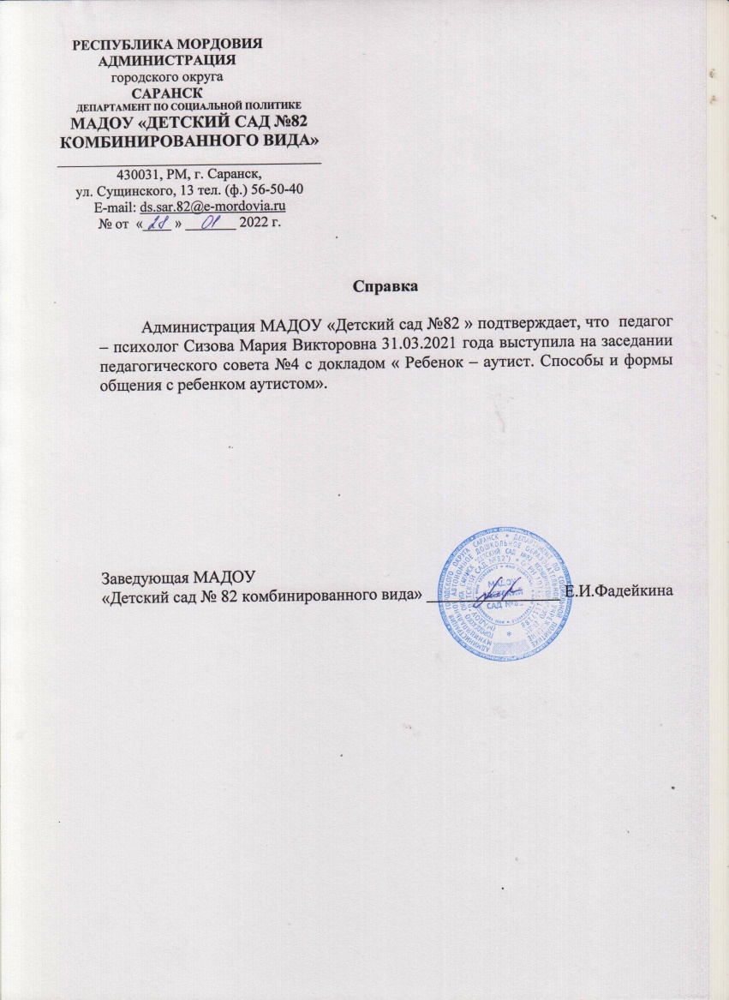 РЕСПУБЛИКА МОРДОВИЯ
АДМИНИСТРАЦИЯ
городского округа
САРАНСК
ДЕПАРТАМЕНТ ПО СОЦИАЛЬНОЙ ПОЛИТИКЕ
МАДОУ «ДЕТСКИЙ САД №82
КОМБИНИРОВАННОГО ВИДА»
430031, РМ, г. Саранск,
ул. Сущинского, 13 тел. (ф.) 56-50-40
E-mail: ds.sar.82@e-mordovia.ru
№ от «28» 01 2022 г.
Справка
Администрация МАДОУ «Детский сад №82 » подтверждает, что педагог
– психолог Сизова Мария Викторовна 31.03.2021 года выступила на заседании
педагогического совета №4 с докладом « Ребенок – аутист. Способы и формы
общения с ребенком аутистом».
Заведующая МАДОУ
«Детский сад № 82 комбинированного вида» Е.И.Фадейкина
МАДОУ
САД №82